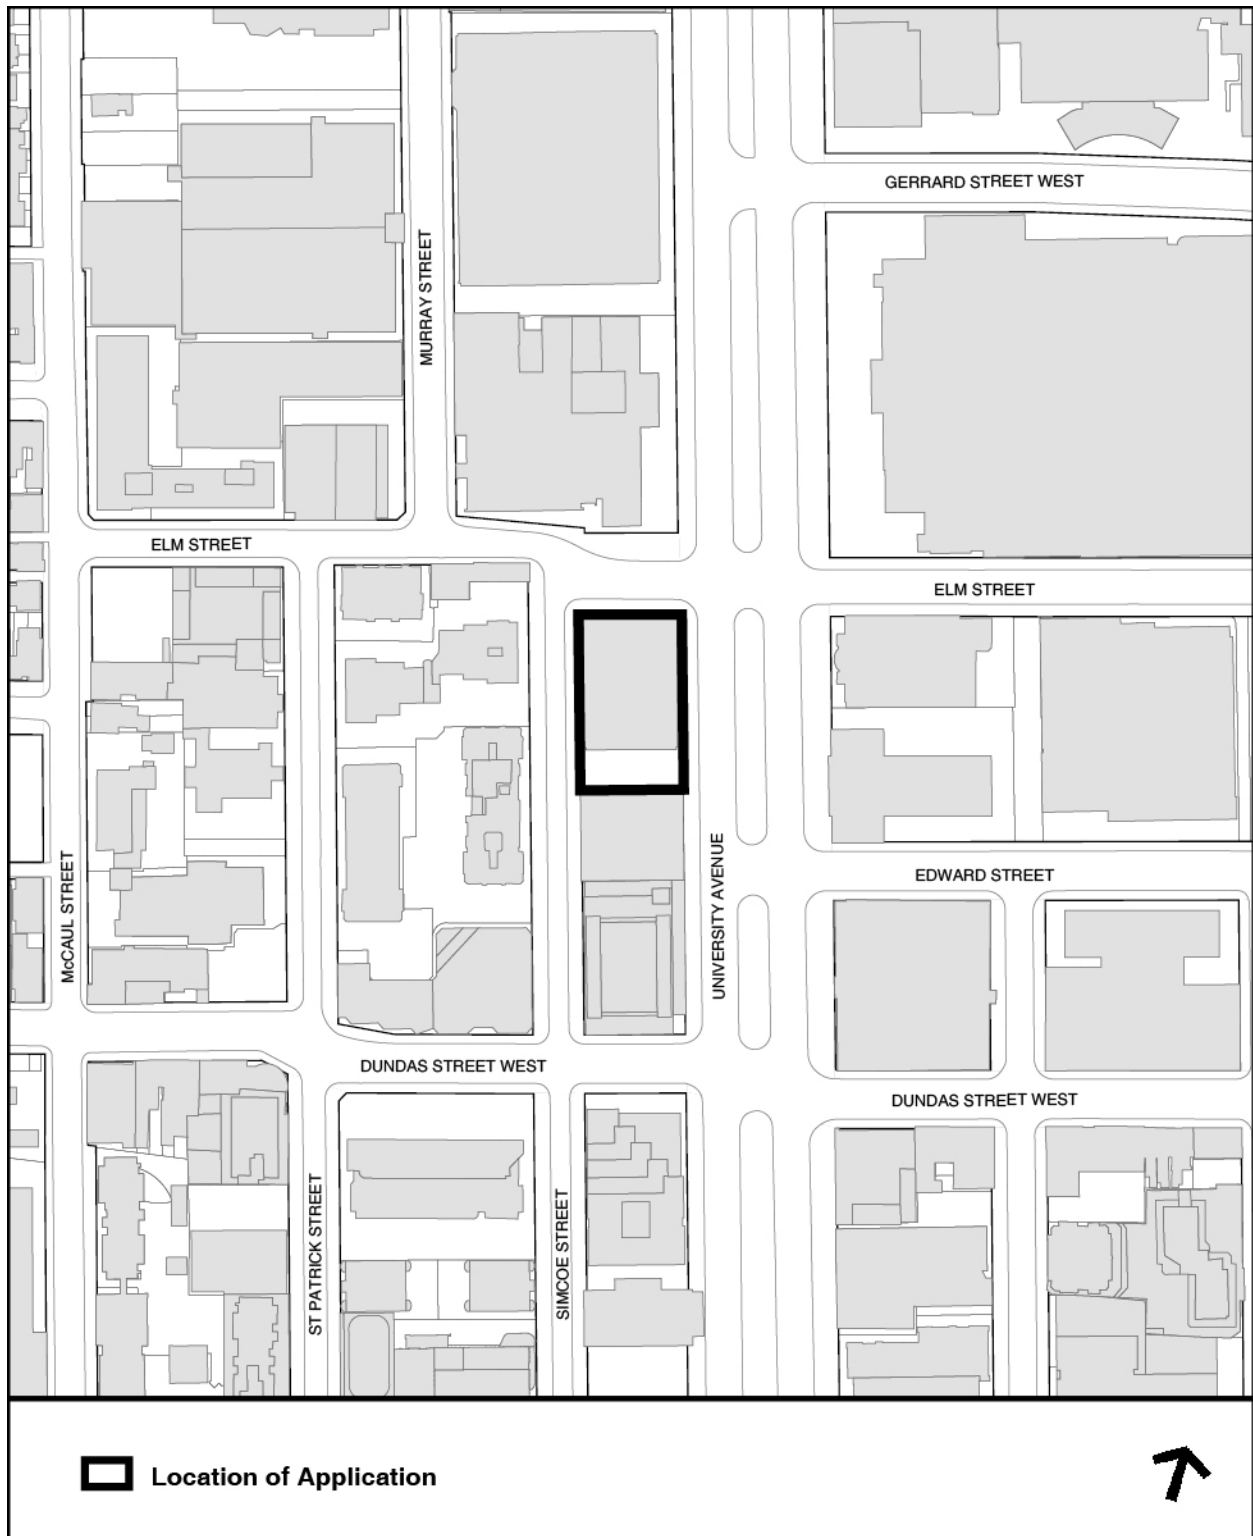 GERRARD STREET WEST
MURRAY STREET
ELM STREET
ELM STREET
UNIVERSITY AVENUE
McCAUL STREET
EDWARD STREET
DUNDAS STREET WEST
DUNDAS STREET WEST
ST PATRICK STREET
SIMCOE STREET
Location of Application